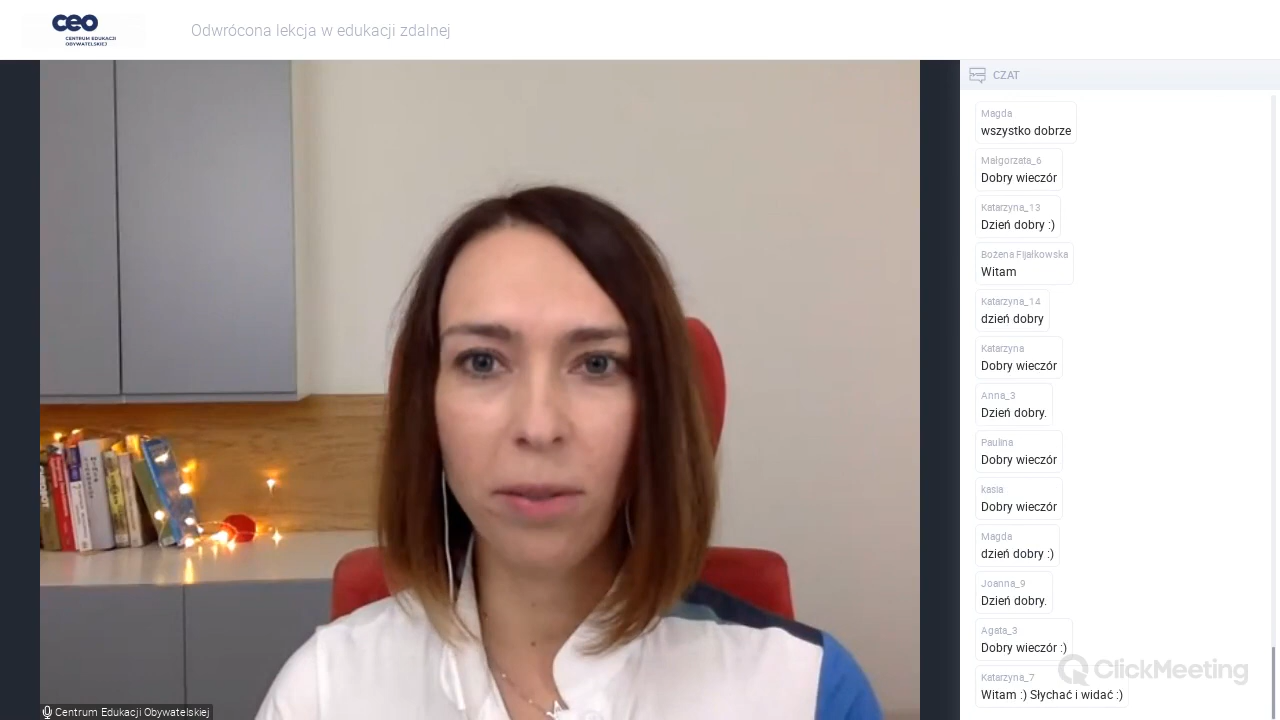 ceo
CENTRUM EDUKACJI
OBYWATELSKIEJ
Odwrócona lekcja w edukacji zdalnej
CZAT
Magda
wszystko dobrze
Małgorzata_6
Dobry wieczór
Katarzyna_13
Dzień dobry :)
Bożena Fijałkowska
Witam
Katarzyna_14
dzień dobry
Katarzyna
Dobry wieczór
Anna_3
Dzień dobry.
Paulina
Dobry wieczór
kasia
Dobry wieczór
Magda
dzień dobry :)
Joanna_9
Dzień dobry.
Agata_3
Dobry wieczór :)
Katarzyna_7
Witam :) Słychać i widać :)
ClickMeeting
Centrum Edukacji Obywatelskiej